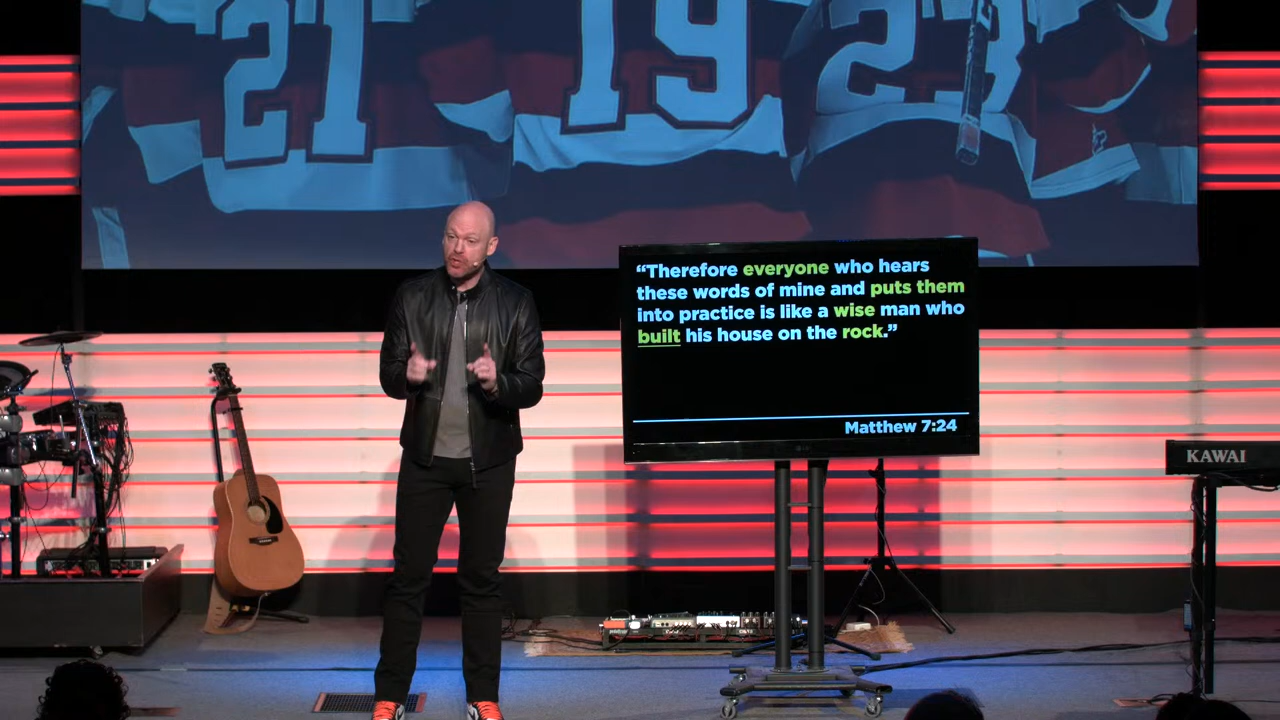 21
19
“Therefore everyone who hears
these words of mine and puts them
into practice is like a wise man who
built his house on the rock.”
Matthew 7:24
KAWAI